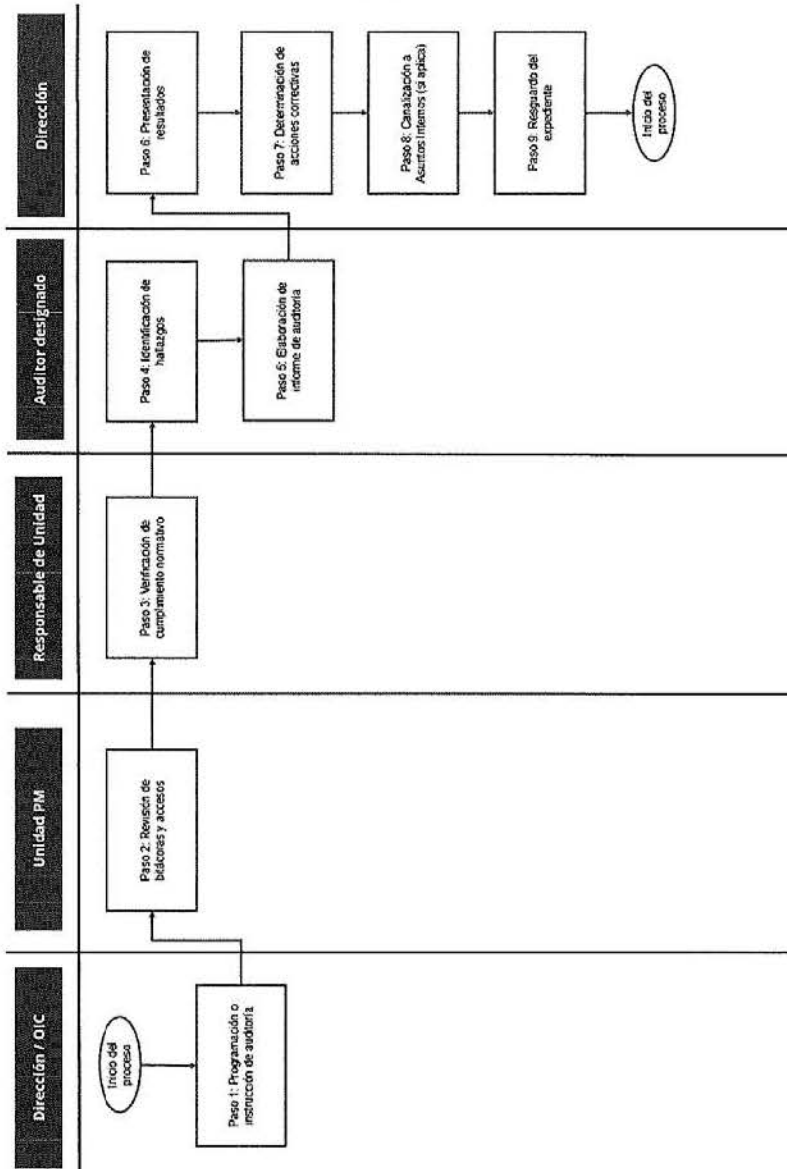 Dirección / OIC
Inicio del
proceso
Paso 1: Programación o
instrucción de auditoría
Unidad PM
Paso 2: Revisión de
bitácoras y accesos
Responsable de Unidad
Paso 3: Verificación de
cumplimiento normativo
Auditor designado
Paso 4: Identificación de
hallazgos
Paso 5: Elaboración de
informe de auditoría
Dirección
Paso 6: Presentación de
resultados
Paso 7: Determinación de
acciones correctivas
Paso 8: Canalización a
Asuntos Internos (si aplica)
Paso 9: Resguardo del
expediente
Inicio del
proceso